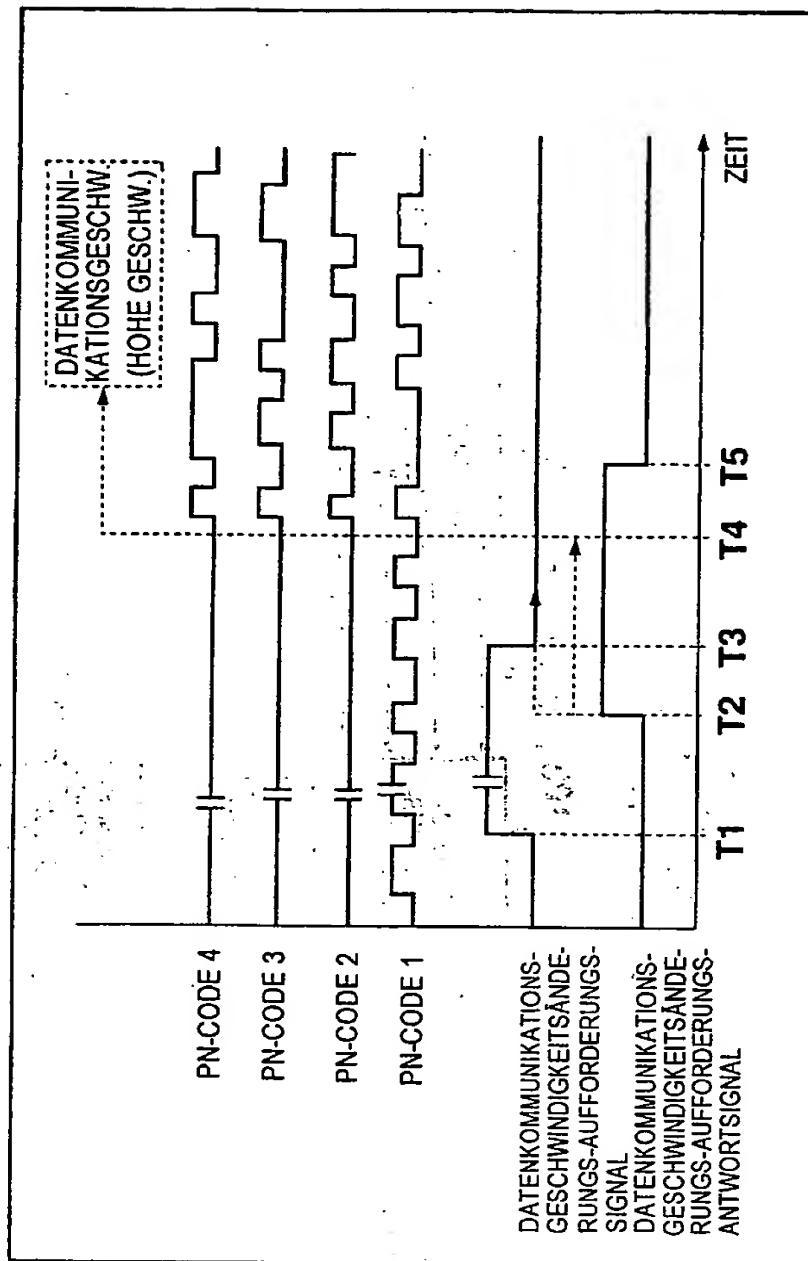 DATENKOMMUNI-
KATIONSGESCHW.
(HOHE GESCHW.)
PN-CODE 4
PN-CODE 3
PN-CODE 2
PN-CODE 1
DATENKOMMUNIKATIONS-
GESCHWINDIGKEITSÄNDE-
RUNGS-AUFFORDERUNGS-
SIGNAL
DATENKOMMUNIKATIONS-
GESCHWINDIGKEITSÄNDE-
RUNGS-AUFFORDERUNGS-
ANTWORTSIGNAL
T1
T2
T3
T4
T5
ZEIT